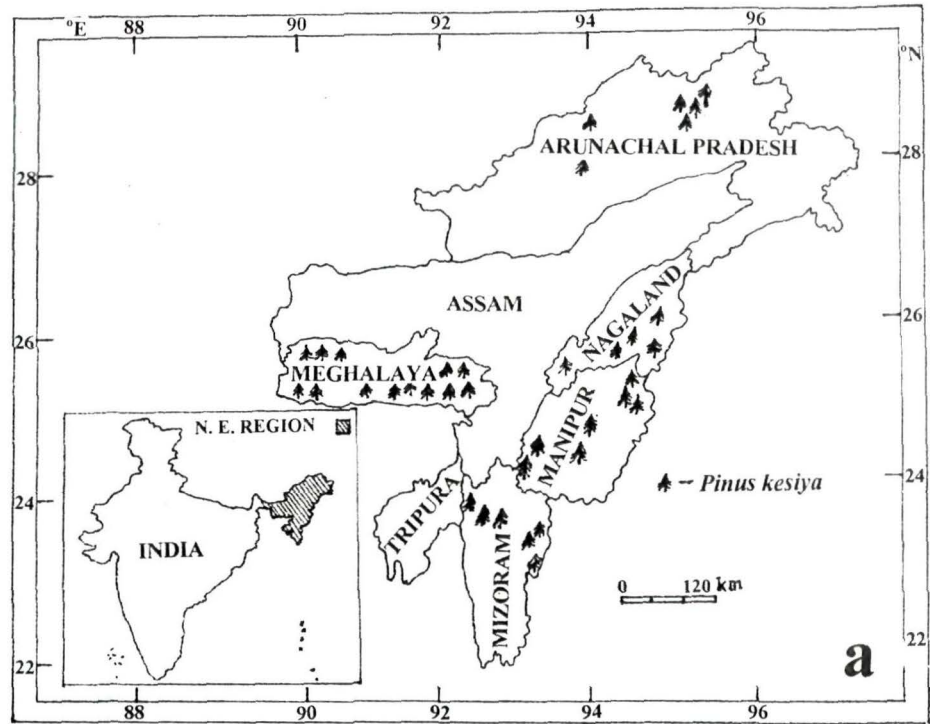 °E 88 90 92 94 96
°N
ARUNACHAL PRADESH
28 28
NAGALAND
ASSAM
26 26
MEGHALAYA
MANIPUR
N. E. REGION
24 24
- Pinus kesiya
TRIPURA
INDIA
MIZORAM
0 120 km
22 22
a
88 90 92 94 96